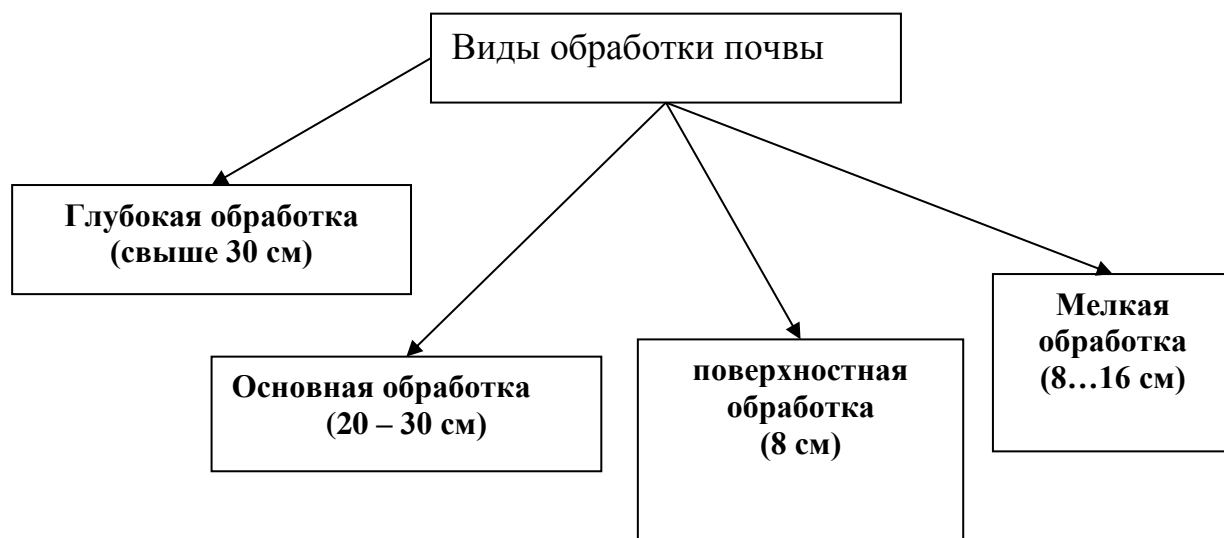 Виды обработки почвы
Глубокая обработка
(свыше 30 см)
Основная обработка
(20 – 30 см)
поверхностная
обработка
(8 см)
Мелкая
обработка
(8…16 см)